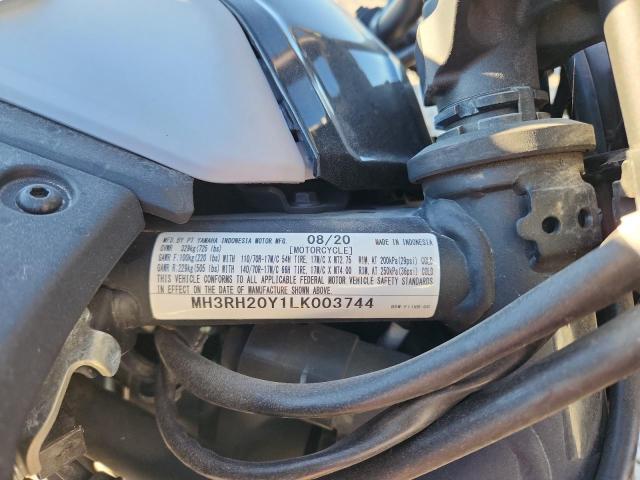 MFD.BY PT YAMAHA INDONESIA MOTOR MFG. 08/20 MADE IN INDONESIA
GVWR 329kg(725 lbs) [MOTORCYCLE]
GAWR F.100kg(220 lbs)WITH 110/70R-17M/C 54H TIRE, 17M/C X MT2.75 RIM, AT 200kPa(29psi) COLD
GAWR R.229kg(505 lbs)WITH 140/70R-17M/C 66H TIRE, 17M/C X MT4.00 RIM, AT 250kPa(36psi) COLD
THIS VEHICLE CONFORMS TO ALL APPLICABLE FEDERAL MOTOR VEHICLE SAFETY STANDARDS
IN EFFECT ON THE DATE OF MANUFACTURE SHOWN ABOVE.
MH3RH20Y1LK003744